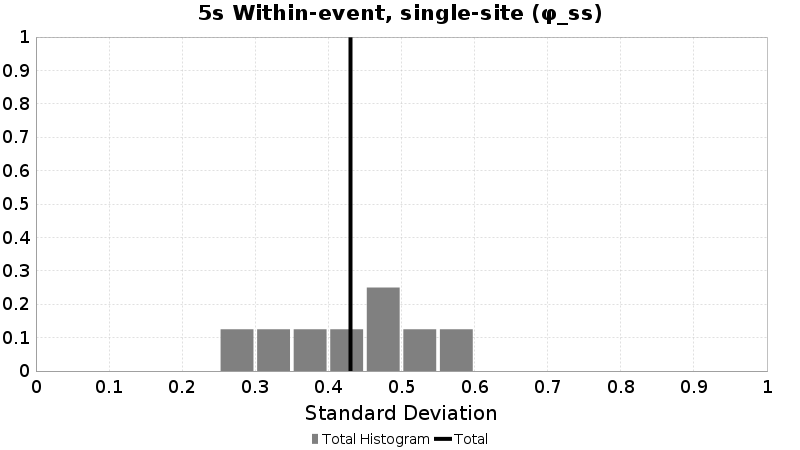 5s Within-event, single-site (φ_ss)
1
0.9
0.8
0.7
0.6
0.5
0.4
0.3
0.2
0.1
0
0 0.1 0.2 0.3 0.4 0.5 0.6 0.7 0.8 0.9 1
Standard Deviation
Total Histogram Total